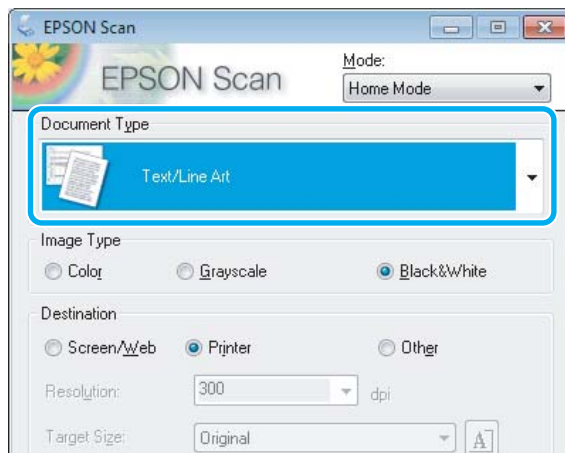 EPSON Scan
EPSON Scan
Mode:
Home Mode
Document Type
Text/Line Art
Image Type
Color Grayscale Black&White
Destination
Screen/Web Printer Other
Resolution: 300 dpi
Target Size: Original A